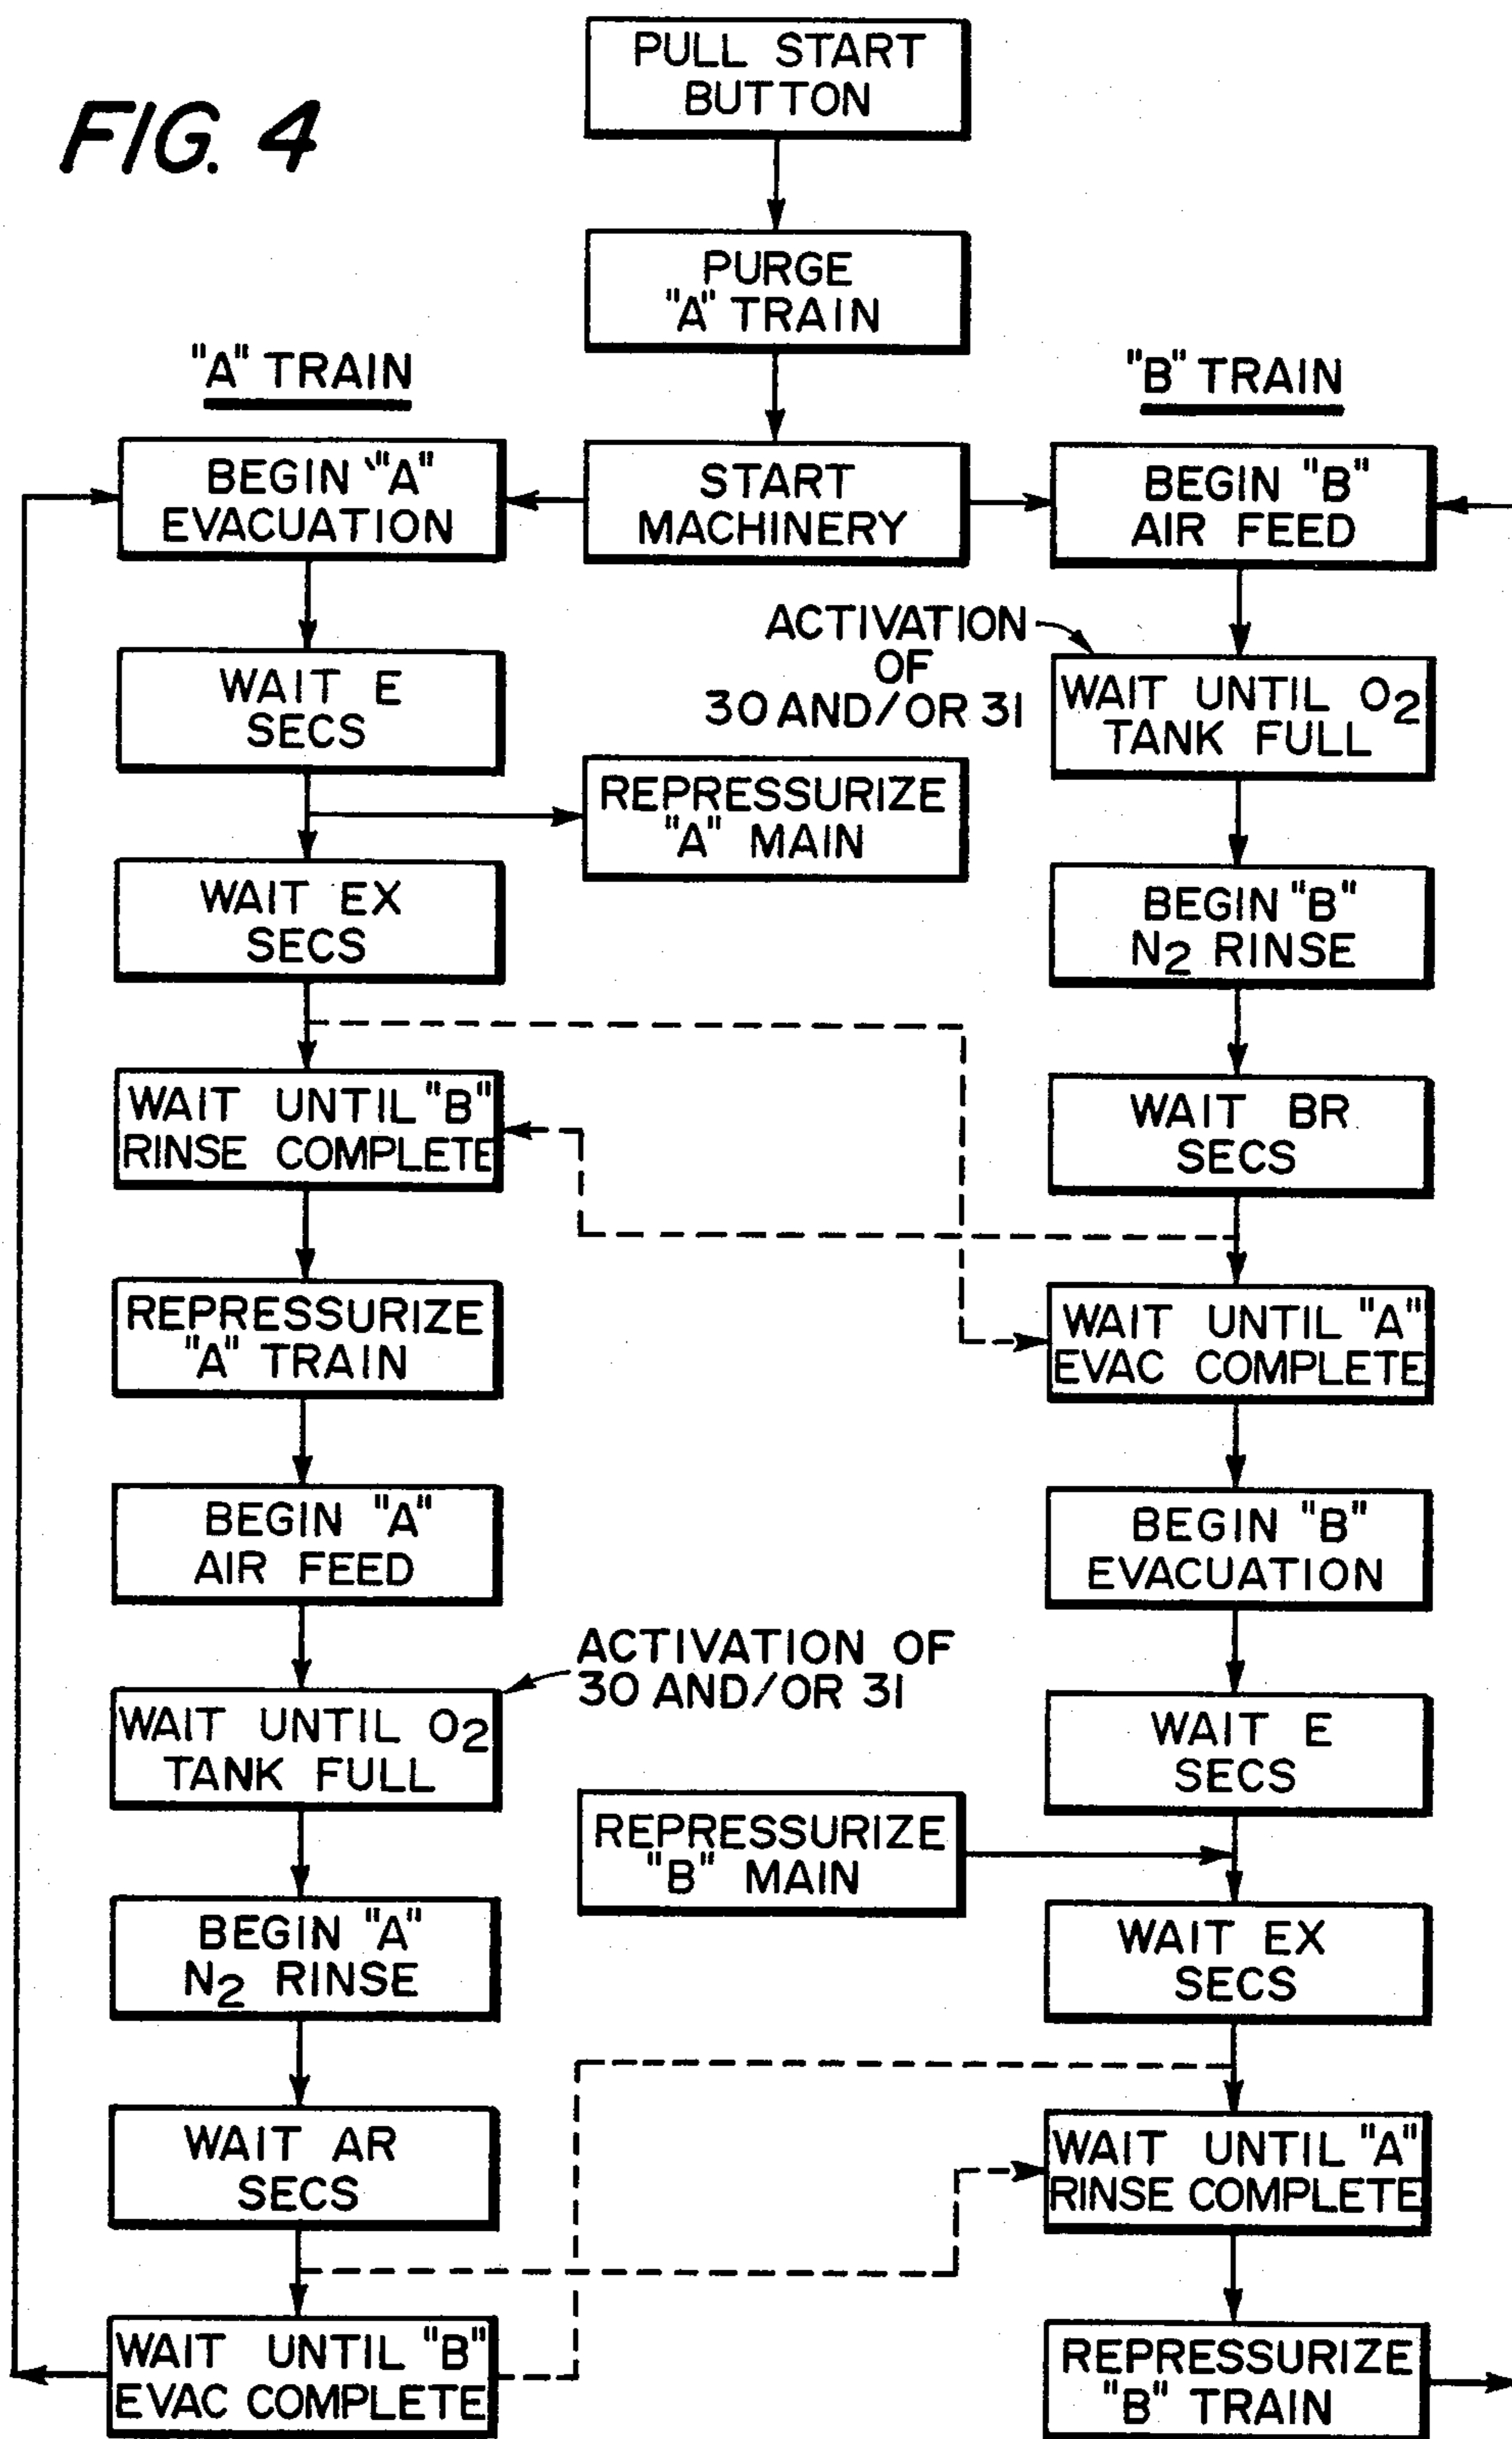 FIG. 4
PULL START
BUTTON
PURGE
"A" TRAIN
"A" TRAIN
"B" TRAIN
BEGIN "A"
EVACUATION
START
MACHINERY
BEGIN "B"
AIR FEED
WAIT E
SECS
ACTIVATION
OF
30 AND/OR 31
WAIT UNTIL O2
TANK FULL
REPRESSURIZE
"A" MAIN
WAIT EX
SECS
BEGIN "B"
N2 RINSE
WAIT UNTIL "B"
RINSE COMPLETE
WAIT BR
SECS
REPRESSURIZE
"A" TRAIN
WAIT UNTIL "A"
EVAC COMPLETE
BEGIN "A"
AIR FEED
BEGIN "B"
EVACUATION
ACTIVATION OF
30 AND/OR 31
WAIT UNTIL O2
TANK FULL
WAIT E
SECS
REPRESSURIZE
"B" MAIN
BEGIN "A"
N2 RINSE
WAIT EX
SECS
WAIT AR
SECS
WAIT UNTIL "A"
RINSE COMPLETE
WAIT UNTIL "B"
EVAC COMPLETE
REPRESSURIZE
"B" TRAIN